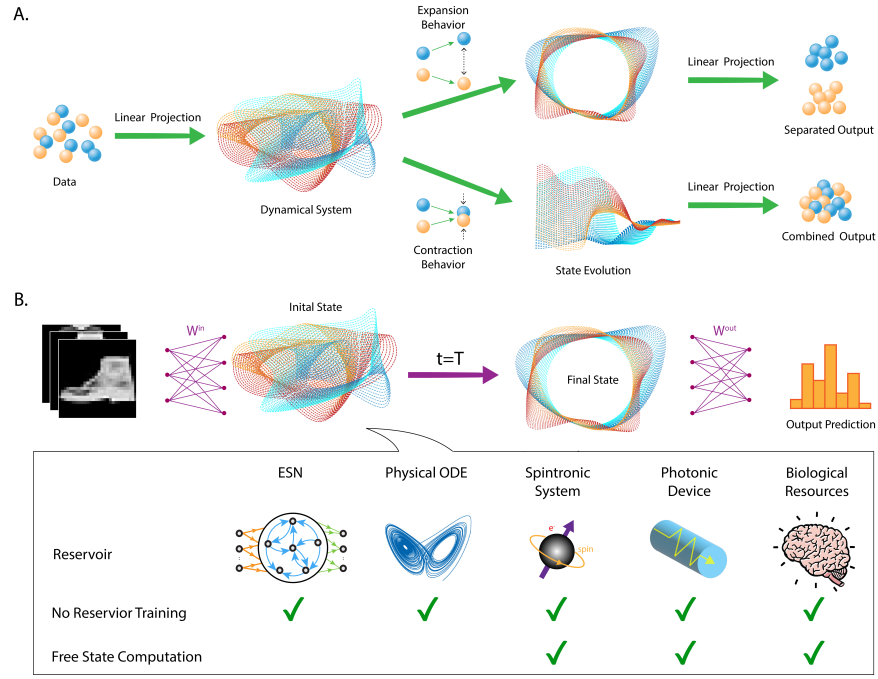 A.
Expansion
Behavior
Linear Projection
Linear Projection
Data
Dynamical System
Separated Output
Contraction
Behavior
Linear Projection
State Evolution
Combined Output
B.
Inital State
Win
t=T
Final State
Wout
Output Prediction
ESN
Physical ODE
Spintronic
System
Photonic
Device
Biological
Resources
Reservoir
e-
spin
No Reservior Training
Free State Computation